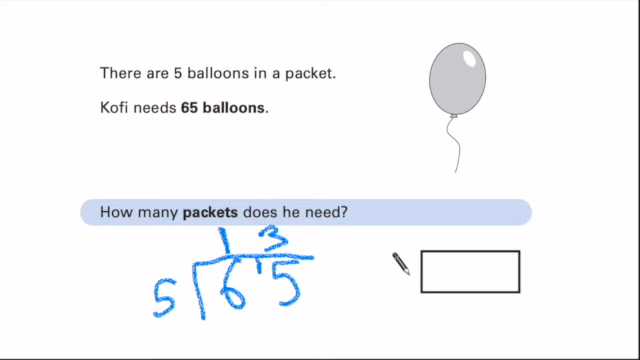 There are 5 balloons in a packet.
Kofi needs 65 balloons.
How many packets does he need?
1 3
5 6 1 5